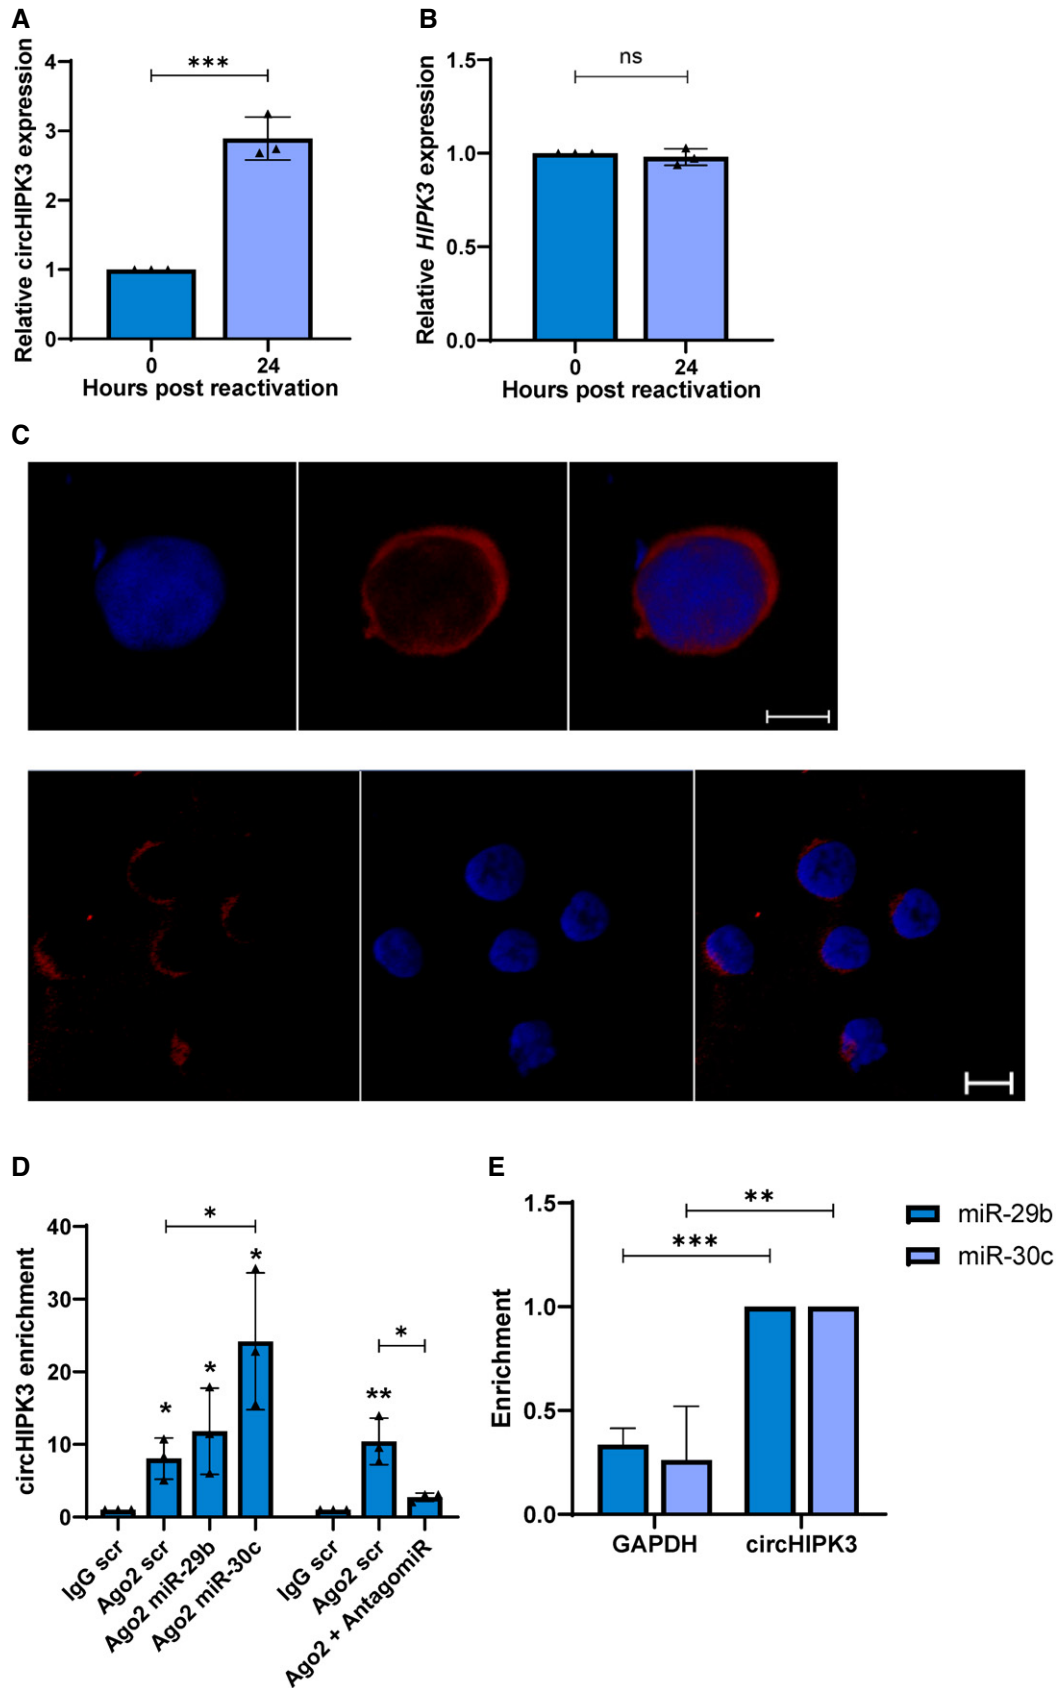 A
Relative circHIPK3 expression
4
3
2
1
0
***
0
24
Hours post reactivation
B
Relative HIPK3 expression
1.5
1.0
0.5
0.0
ns
0
24
Hours post reactivation
C
D
circHIPK3 enrichment
40
30
20
10
0
*
*
*
*
**
*
IgG scr
Ago2 scr
Ago2 miR-29b
Ago2 miR-30c
IgG scr
Ago2 scr
Ago2 + AntagomiR
E
Enrichment
1.5
1.0
0.5
0.0
**
***
GAPDH
circHIPK3
miR-29b
miR-30c